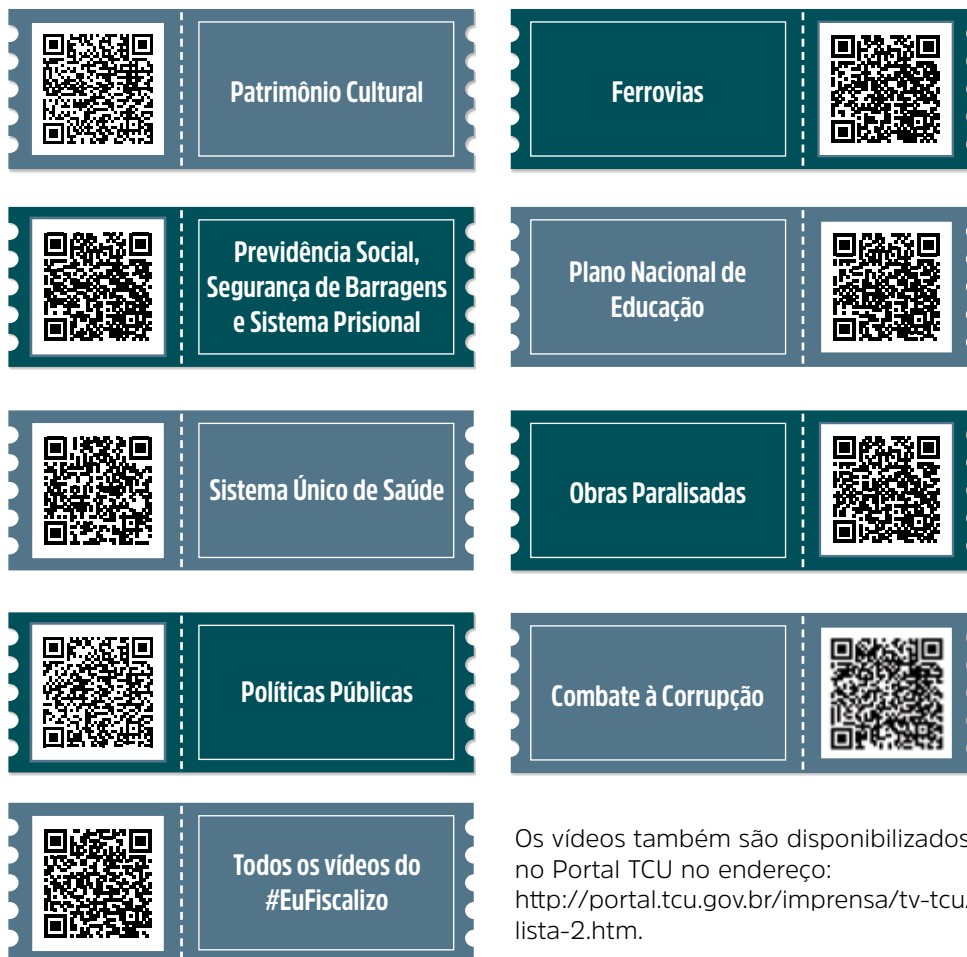 Patrimônio Cultural
Ferrovias
Previdência Social,
Segurança de Barragens
e Sistema Prisional
Plano Nacional de
Educação
Sistema Único de Saúde
Obras Paralisadas
Políticas Públicas
Combate à Corrupção
Todos os vídeos do
#EuFiscalizo
Os vídeos também são disponibilizados
no Portal TCU no endereço:
http://portal.tcu.gov.br/imprensa/tv-tcu/
lista-2.htm.